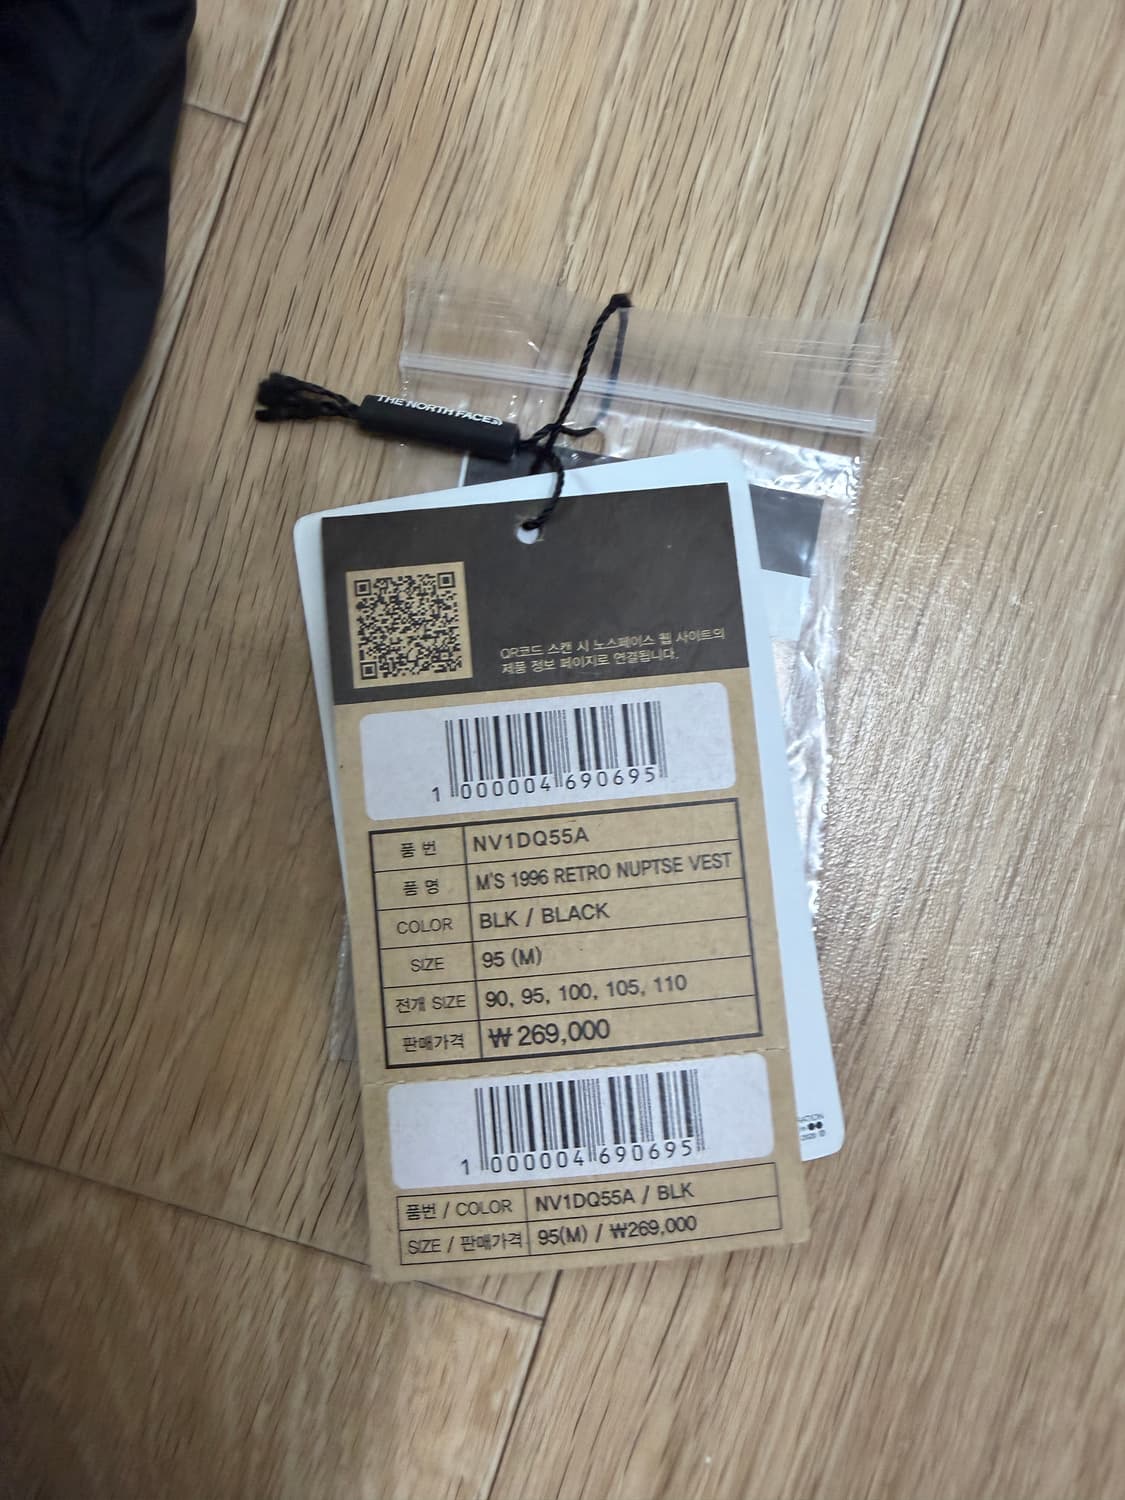 THE NORTH FACE
QR코드 스캔 시 노스페이스 웹 사이트의
제품 정보 페이지로 연결됩니다.
1 000004 690695
품 번 NV1DQ55A
품 명 M'S 1996 RETRO NUPTSE VEST
COLOR BLK / BLACK
SIZE 95 (M)
전개 SIZE 90, 95, 100, 105, 110
판매가격 ₩ 269,000
1 000004 690695
품번 / COLOR NV1DQ55A / BLK
SIZE / 판매가격 95(M) / ₩269,000